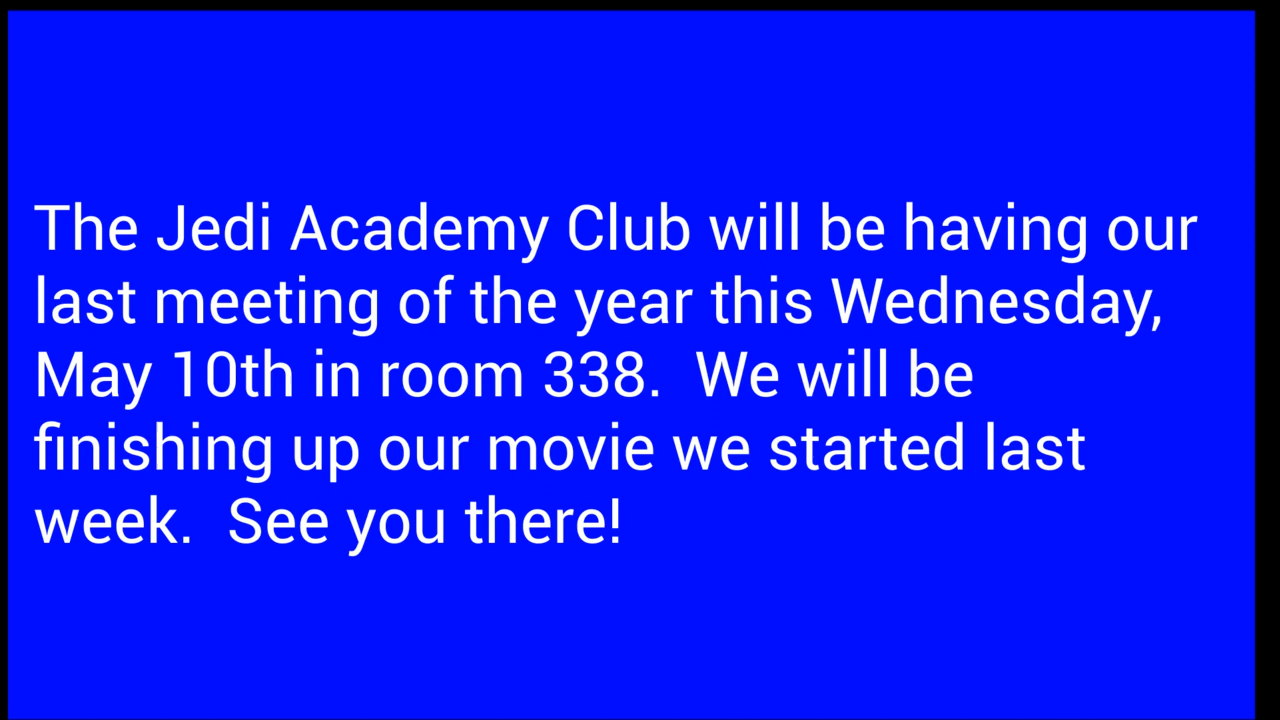 The Jedi Academy Club will be having our
last meeting of the year this Wednesday,
May 10th in room 338.  We will be
finishing up our movie we started last
week.  See you there!